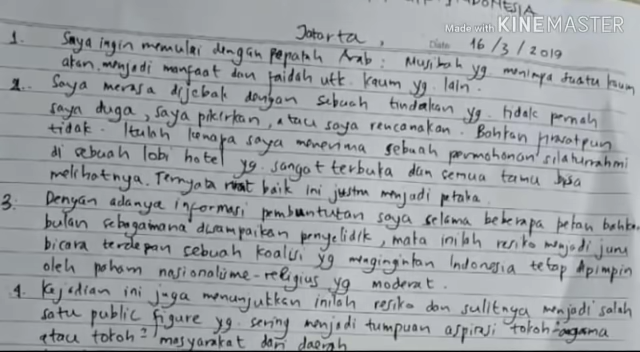 INDONESIA
Made with KINEMASTER
Jakarta, Date 16/3/2019
1. Saya ingin memulai dengan pepatah Arab: Musibah yg menimpa suatu kaum
akan menjadi manfaat dan faidah utk. kaum yg. lain.
2. Saya merasa dijebak dengan sebuah tindakan yg. tidak pernah
saya duga, saya pikirkan, atau saya rencanakan. Bahkan firasatpun
tidak. Itulah kenapa saya menerima sebuah permohonan silaturrahmi
di sebuah lobi hotel yg. sangat terbuka dan semua tamu bisa
melihatnya. Ternyata niat baik ini justru menjadi petaka.
3. Dengan adanya informasi pembuntutan saya selama beberapa pekan bahkan
bulan sebagaimana disampaikan penyelidik, maka inilah resiko menjadi juru
bicara terdepan sebuah koalisi yg menginginkan Indonesia tetap dipimpin
oleh paham nasionalisme-religius yg moderat.
4. Kejadian ini juga menunjukkan inilah resiko dan sulitnya menjadi salah
satu public figure yg. sering menjadi tumpuan aspirasi tokoh2 agama
atau tokoh2 masyarakat dari daerah